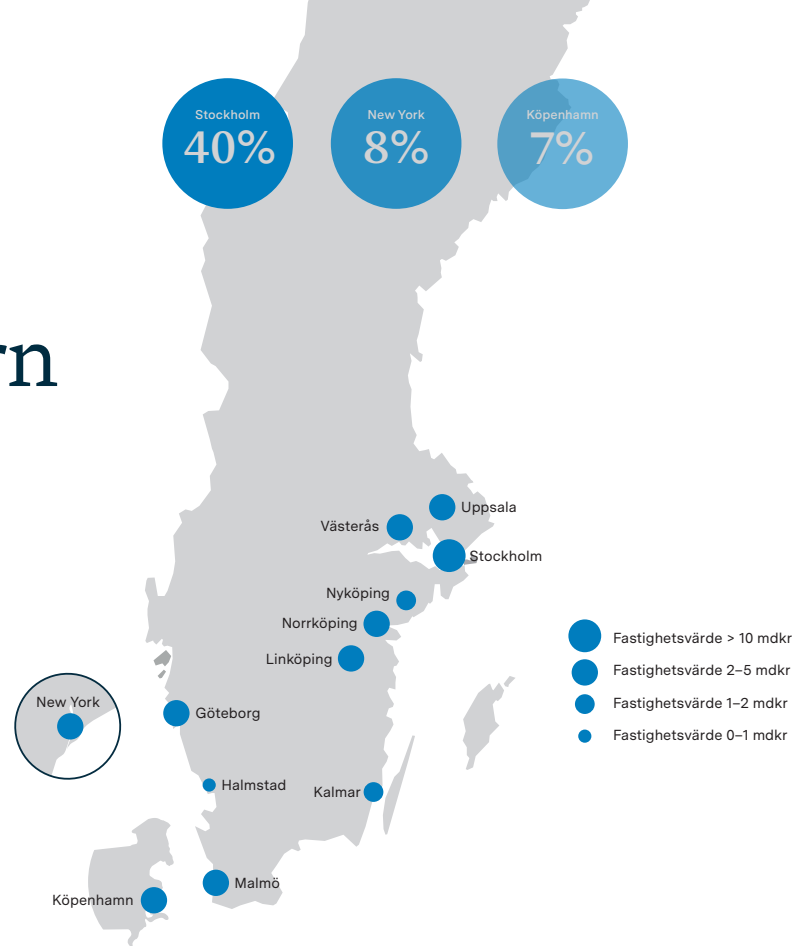 Stockholm
40%
New York
8%
Köpenhamn
7%
rn
Uppsala
Västerås
Stockholm
Nyköping
Norrköping
Linköping
Fastighetsvärde > 10 mdkr
Fastighetsvärde 2–5 mdkr
Fastighetsvärde 1–2 mdkr
Fastighetsvärde 0–1 mdkr
New York
Göteborg
Halmstad
Kalmar
Malmö
Köpenhamn